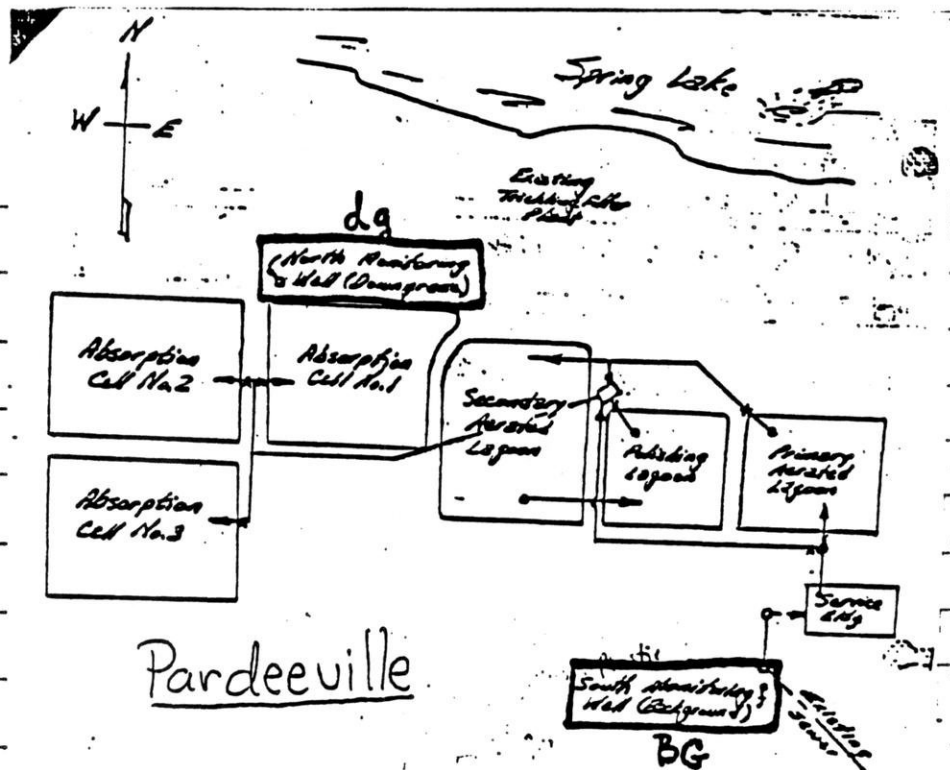 N
W E
Spring Lake
Existing
Trickling Filter
Plant
dg
North Monitoring
Well (Downgrad)
Absorption
Cell No. 2
Absorption
Cell No. 1
Secondary
Aerated
Lagoon
Polishing
Lagoon
Primary
Aerated
Lagoon
Absorption
Cell No. 3
Service
Bldg
Pardeeville
South Monitoring
Well (Background)
BG
Existing
Sewer